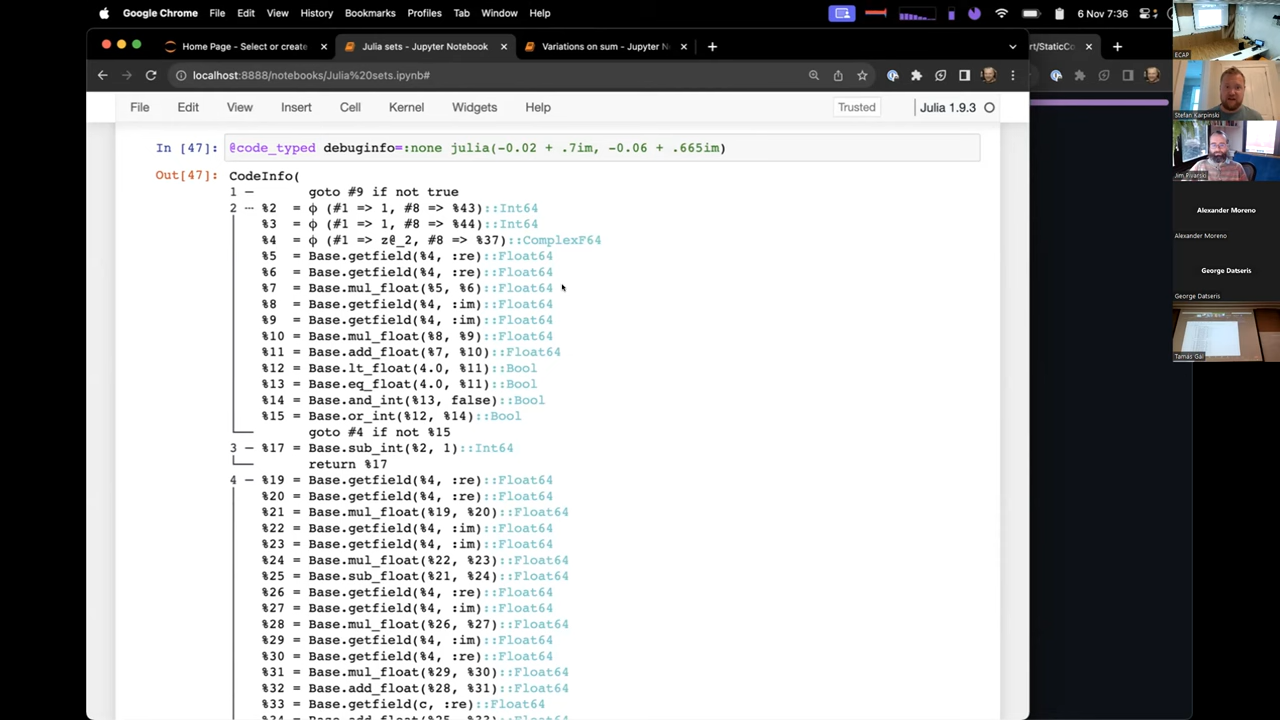 Google Chrome File Edit View History Bookmarks Profiles Tab Window Help 6 Nov 7:36
Home Page - Select or create
Julia sets - Jupyter Notebook
Variations on sum - Jupyter N
rt/StaticCo
localhost:8888/notebooks/Julia%20sets.ipynb#
File Edit View Insert Cell Kernel Widgets Help Trusted Julia 1.9.3
In [47]: @code_typed debuginfo=:none julia(-0.02 + .7im, -0.06 + .665im)
Out[47]: CodeInfo(
1 ─ goto #9 if not true
2 ┄ %2 = φ (#1 => 1, #8 => %43)::Int64
│ %3 = φ (#1 => 1, #8 => %44)::Int64
│ %4 = φ (#1 => z@_2, #8 => %37)::ComplexF64
│ %5 = Base.getfield(%4, :re)::Float64
│ %6 = Base.getfield(%4, :re)::Float64
│ %7 = Base.mul_float(%5, %6)::Float64
│ %8 = Base.getfield(%4, :im)::Float64
│ %9 = Base.getfield(%4, :im)::Float64
│ %10 = Base.mul_float(%8, %9)::Float64
│ %11 = Base.add_float(%7, %10)::Float64
│ %12 = Base.lt_float(4.0, %11)::Bool
│ %13 = Base.eq_float(4.0, %11)::Bool
│ %14 = Base.and_int(%13, false)::Bool
│ %15 = Base.or_int(%12, %14)::Bool
└── goto #4 if not %15
3 ─ %17 = Base.sub_int(%2, 1)::Int64
└── return %17
4 ─ %19 = Base.getfield(%4, :re)::Float64
│ %20 = Base.getfield(%4, :re)::Float64
│ %21 = Base.mul_float(%19, %20)::Float64
│ %22 = Base.getfield(%4, :im)::Float64
│ %23 = Base.getfield(%4, :im)::Float64
│ %24 = Base.mul_float(%22, %23)::Float64
│ %25 = Base.sub_float(%21, %24)::Float64
│ %26 = Base.getfield(%4, :re)::Float64
│ %27 = Base.getfield(%4, :im)::Float64
│ %28 = Base.mul_float(%26, %27)::Float64
│ %29 = Base.getfield(%4, :im)::Float64
│ %30 = Base.getfield(%4, :re)::Float64
│ %31 = Base.mul_float(%29, %30)::Float64
│ %32 = Base.add_float(%28, %31)::Float64
│ %33 = Base.getfield(c, :re)::Float64
ECAP
Stefan Karpinski
Jim Pivarski
Alexander Moreno
Alexander Moreno
George Datseris
George Datseris
Tamas Gal